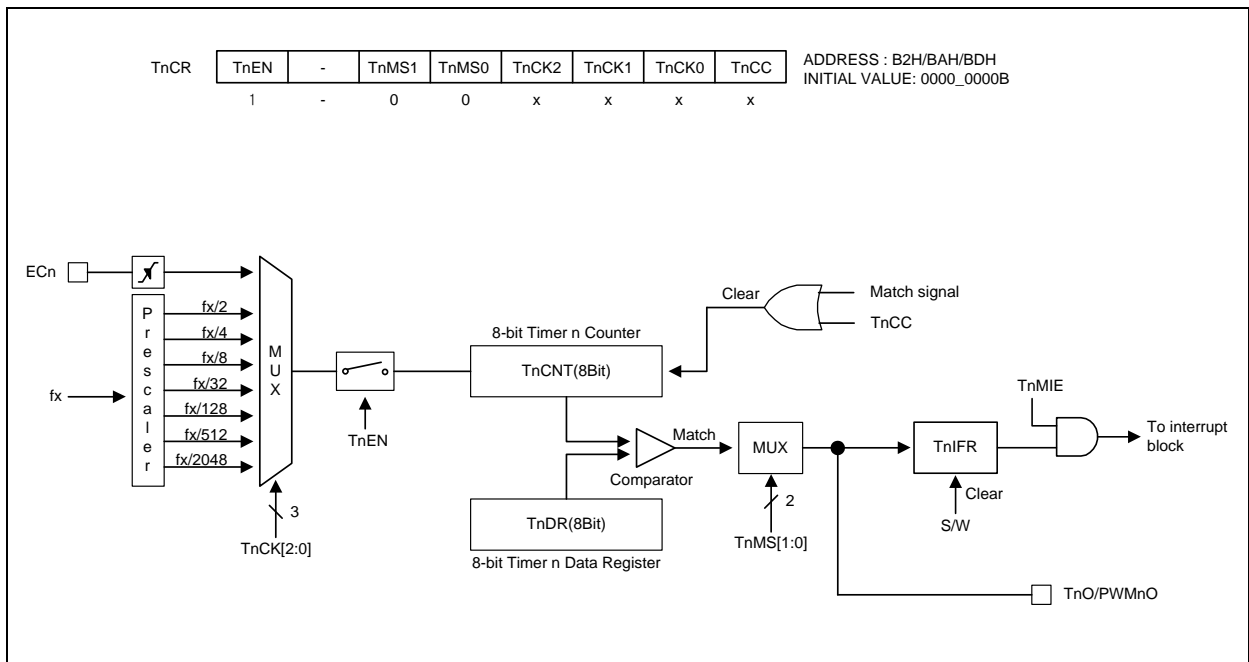 TnCR TnEN - TnMS1 TnMS0 TnCK2 TnCK1 TnCK0 TnCC
ADDRESS : B2H/BAH/BDH
INITIAL VALUE: 0000_0000B
1 - 0 0 x x x x
ECn
Prescaler
fx
fx/2
fx/4
fx/8
fx/32
fx/128
fx/512
fx/2048
MUX
3
TnCK[2:0]
TnEN
8-bit Timer n Counter
TnCNT(8Bit)
Clear
Match signal
TnCC
Comparator
Match
TnDR(8Bit)
8-bit Timer n Data Register
MUX
2
TnMS[1:0]
TnIFR
Clear
S/W
TnMIE
To interrupt
block
TnO/PWMnO